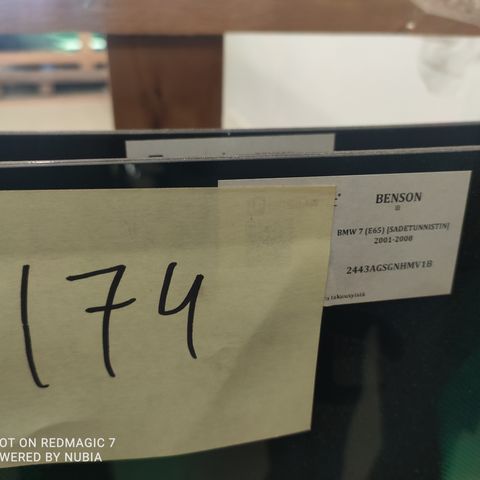 BENSON
BMW 7 (E65) [SADETUNNISTIN]
2001-2008
2443AGSGNHMV1B
174
OT ON REDMAGIC 7
WERED BY NUBIA